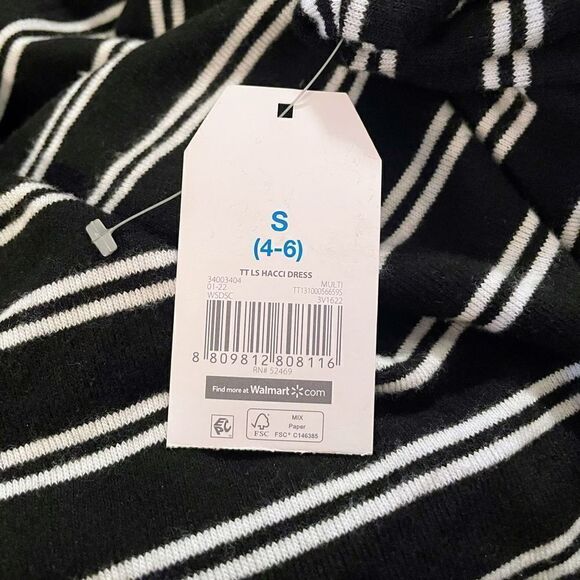 S
(4-6)
TT LS HACCI DRESS
34003404 MULTI
01-22 TT131000566595
WSDSC 3V1622
8 809812 808116
RN# 52469
Find more at Walmart.com
MIX
Paper
FSC FSC® C146385